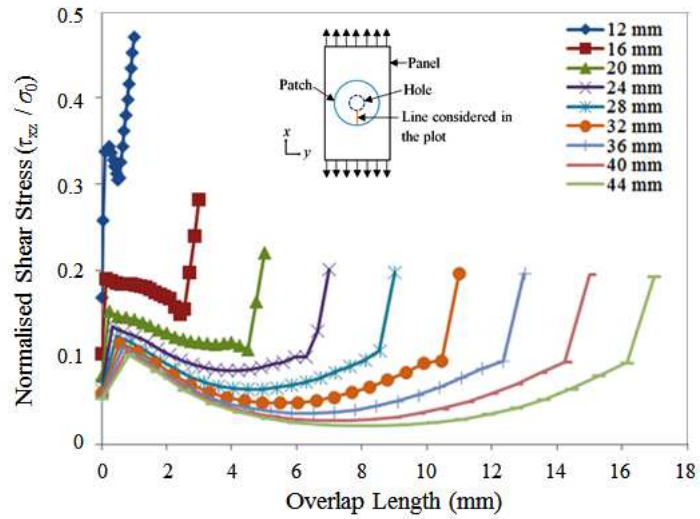 Normalised Shear Stress (τxz / σ0)
0.5
0.4
0.3
0.2
0.1
0
0 2 4 6 8 10 12 14 16 18
Overlap Length (mm)
Panel
Patch
Hole
Line considered in
the plot
x
y
12 mm
16 mm
20 mm
24 mm
28 mm
32 mm
36 mm
40 mm
44 mm